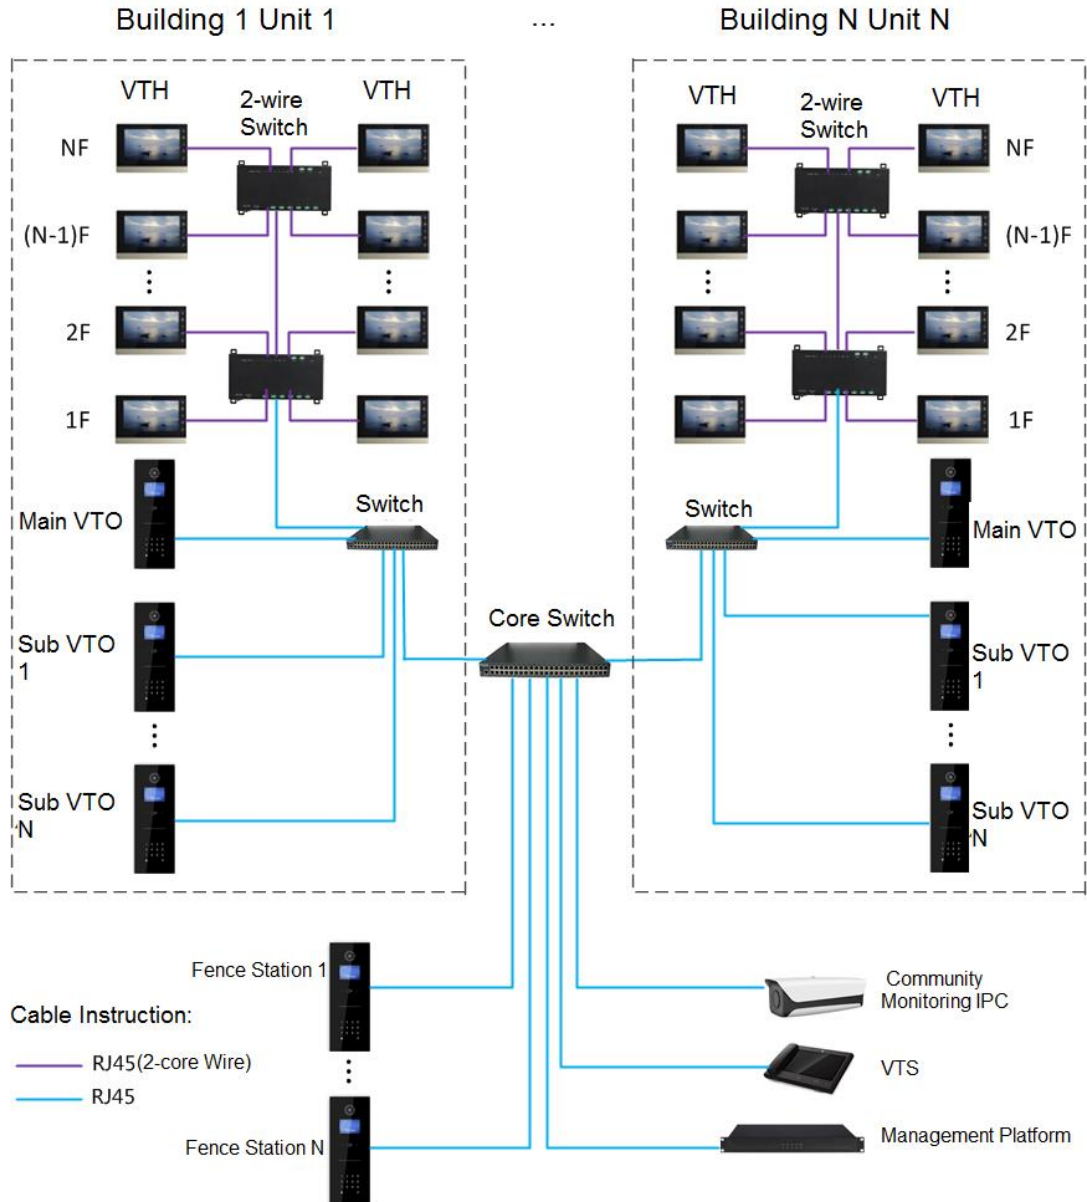 Building 1 Unit 1
...
Building N Unit N
VTH
2-wire
Switch
VTH
NF
(N-1)F
2F
1F
VTH
2-wire
Switch
VTH
NF
(N-1)F
2F
1F
Main VTO
Switch
Switch
Main VTO
Sub VTO
1
Core Switch
Sub VTO
1
Sub VTO
N
Sub VTO
N
Fence Station 1
Community
Monitoring IPC
Cable Instruction:
RJ45(2-core Wire)
RJ45
VTS
Fence Station N
Management Platform